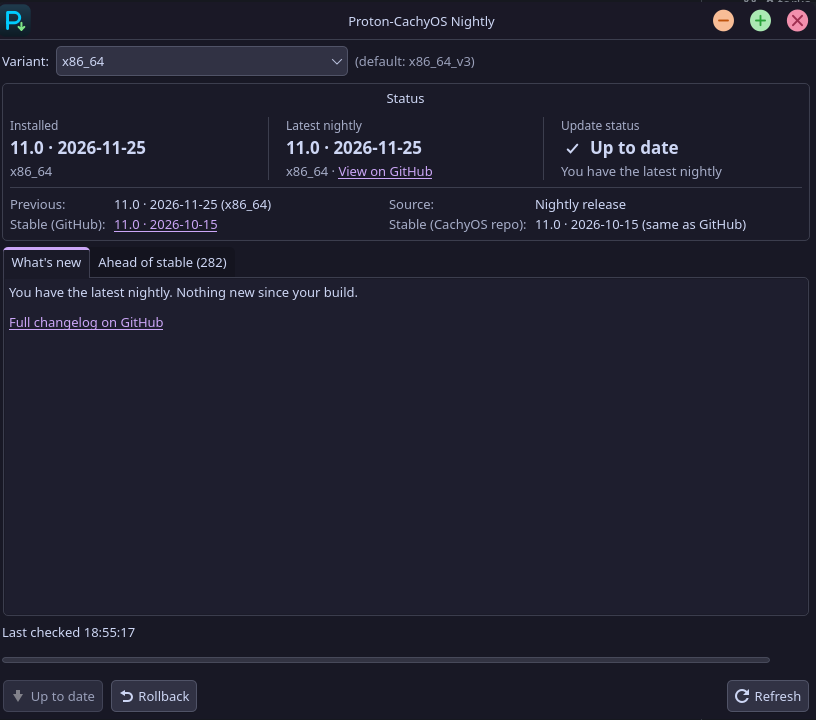 Proton-CachyOS Nightly
Variant: x86_64 (default: x86_64_v3)
Status
Installed
11.0 · 2026-11-25
x86_64
Latest nightly
11.0 · 2026-11-25
x86_64 · View on GitHub
Update status
✓ Up to date
You have the latest nightly
Previous: 11.0 · 2026-11-25 (x86_64)
Source: Nightly release
Stable (GitHub): 11.0 · 2026-10-15
Stable (CachyOS repo): 11.0 · 2026-10-15 (same as GitHub)
What's new
Ahead of stable (282)
You have the latest nightly. Nothing new since your build.
Full changelog on GitHub
Last checked 18:55:17
Up to date
Rollback
Refresh